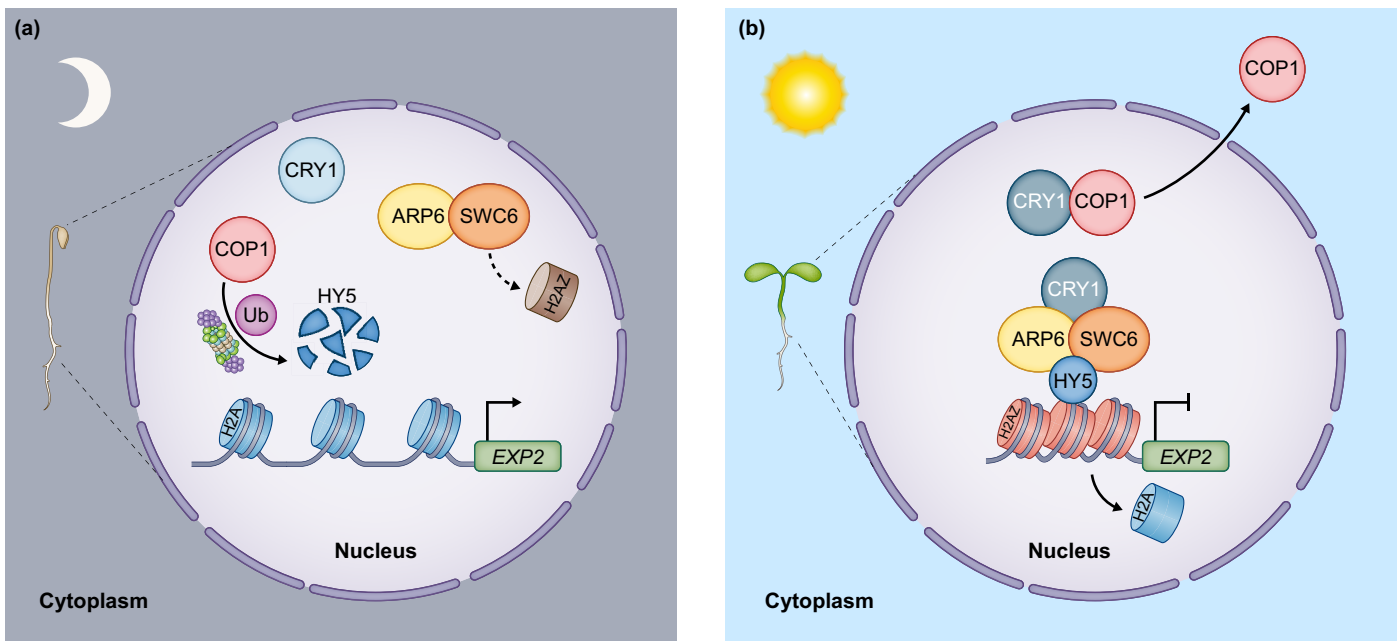 (a)
CRY1
ARP6
SWC6
COP1
H2AZ
HY5
Ub
H2A
EXP2
Nucleus
Cytoplasm
(b)
COP1
CRY1
COP1
CRY1
ARP6
SWC6
HY5
H2AZ
EXP2
H2A
Nucleus
Cytoplasm